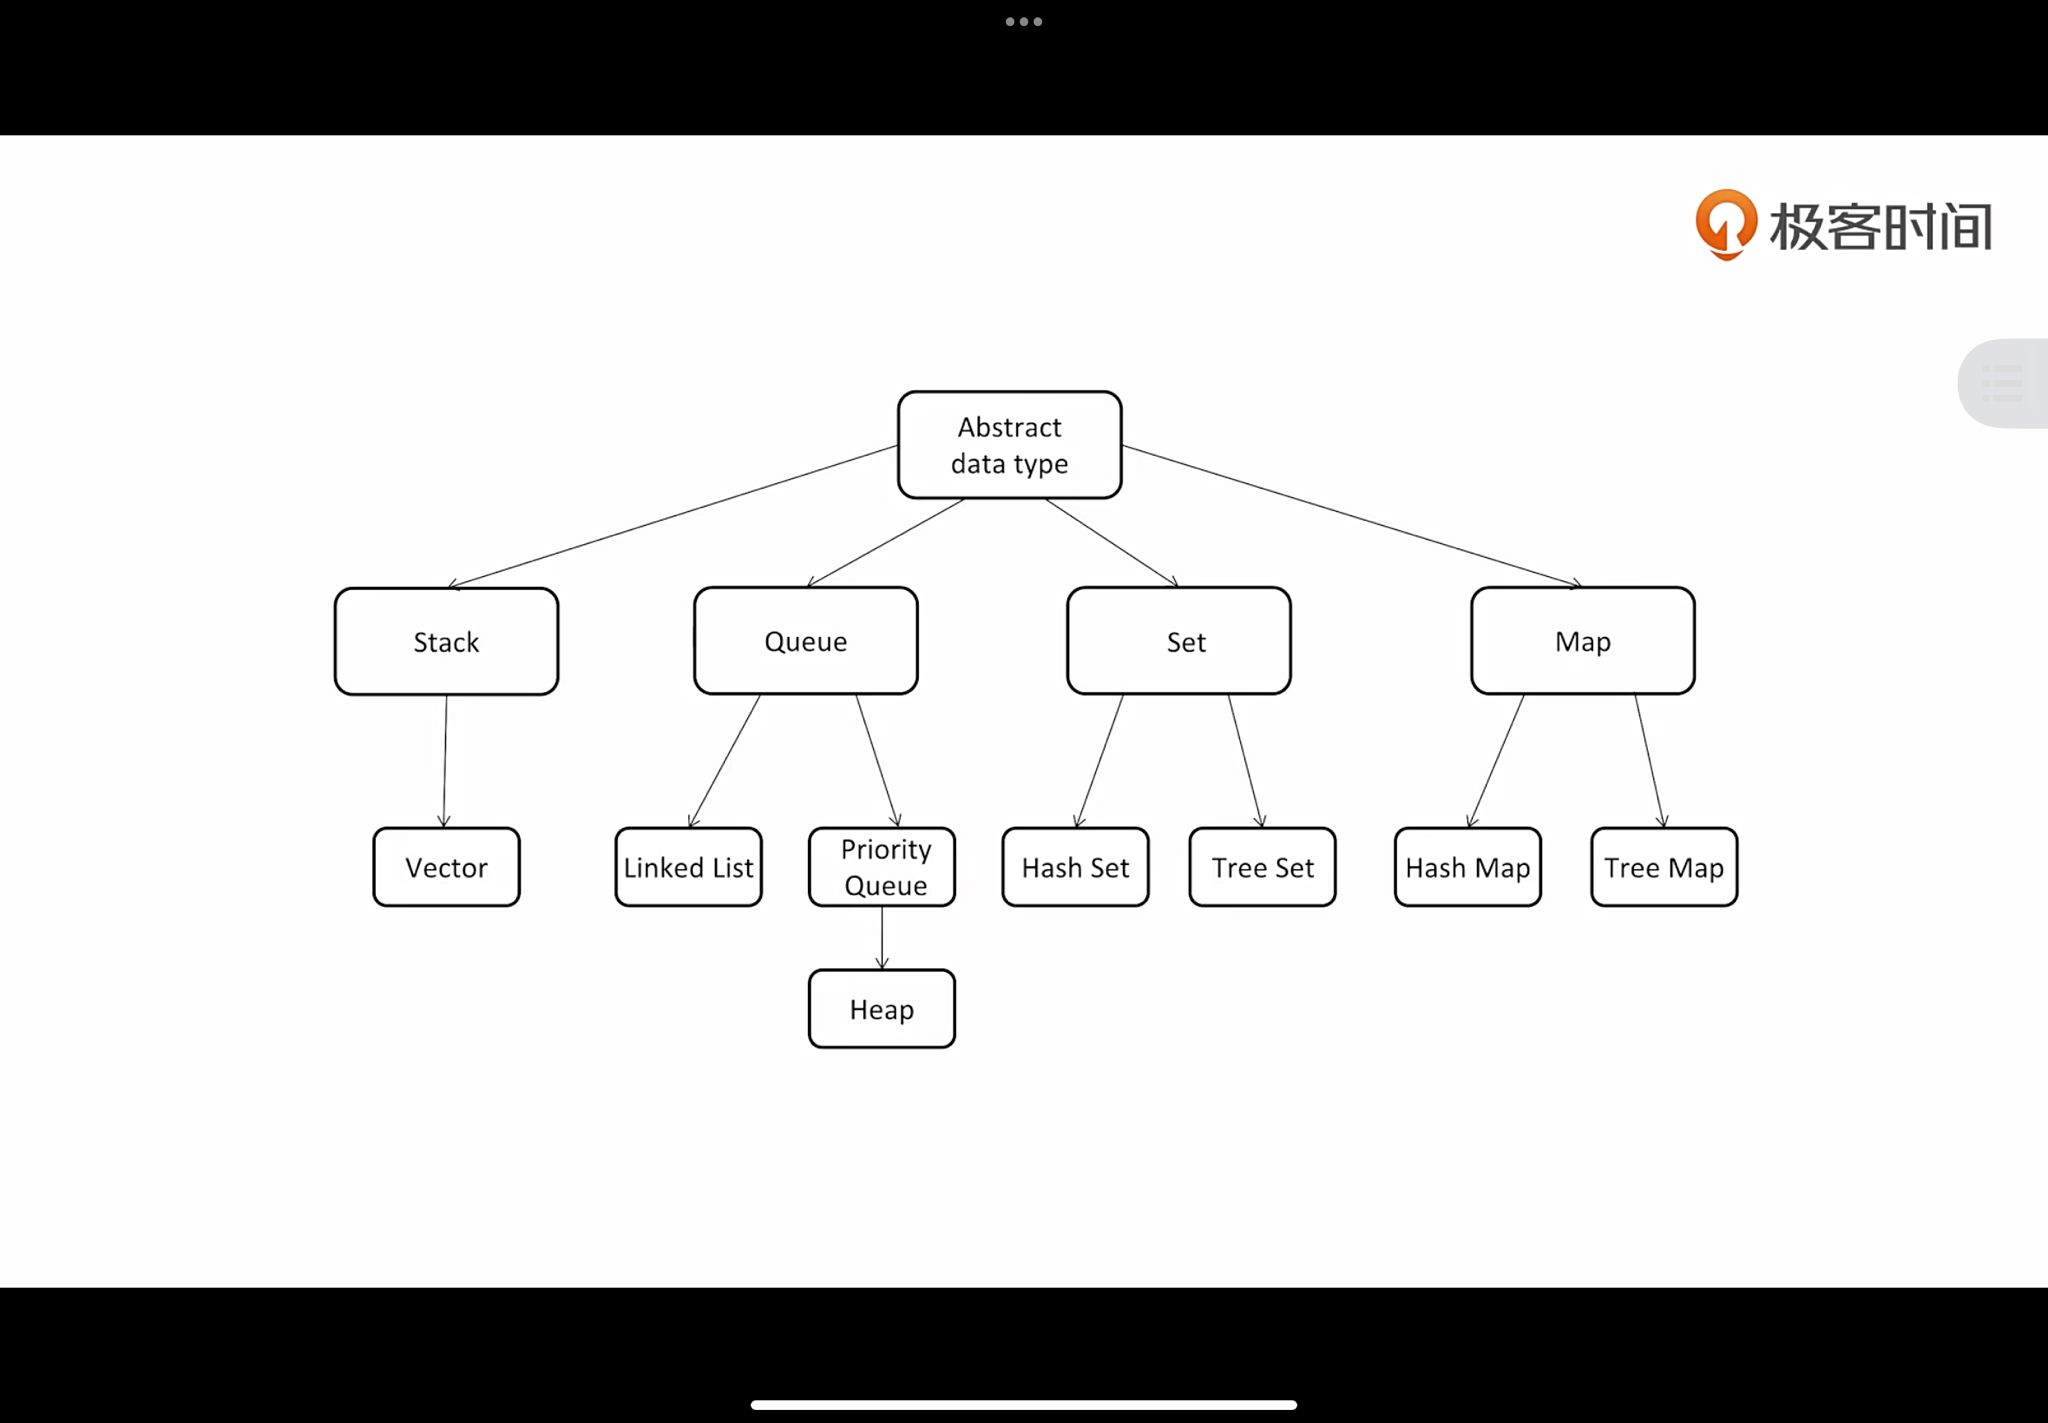 极客时间
Abstract
data type
Stack
Queue
Set
Map
Vector
Linked List
Priority
Queue
Hash Set
Tree Set
Hash Map
Tree Map
Heap